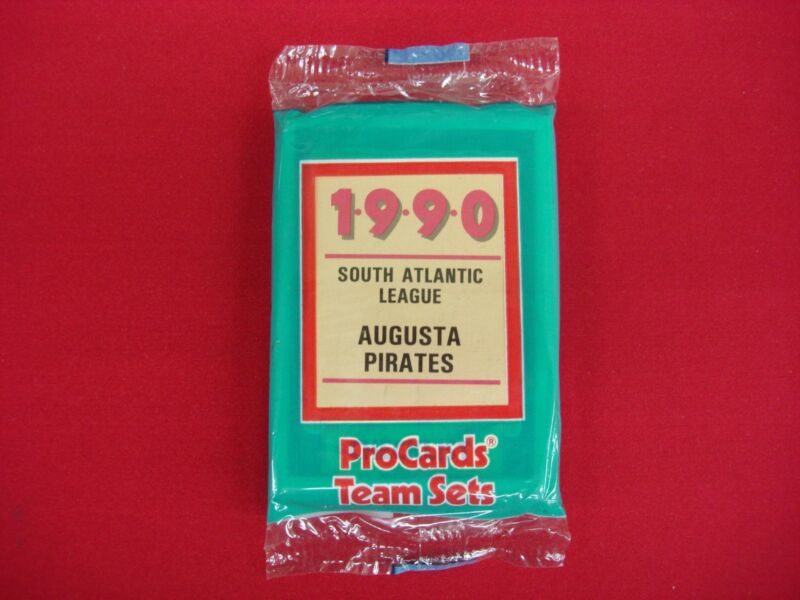 1·9·9·0
SOUTH ATLANTIC
LEAGUE
AUGUSTA
PIRATES
ProCards®
Team Sets